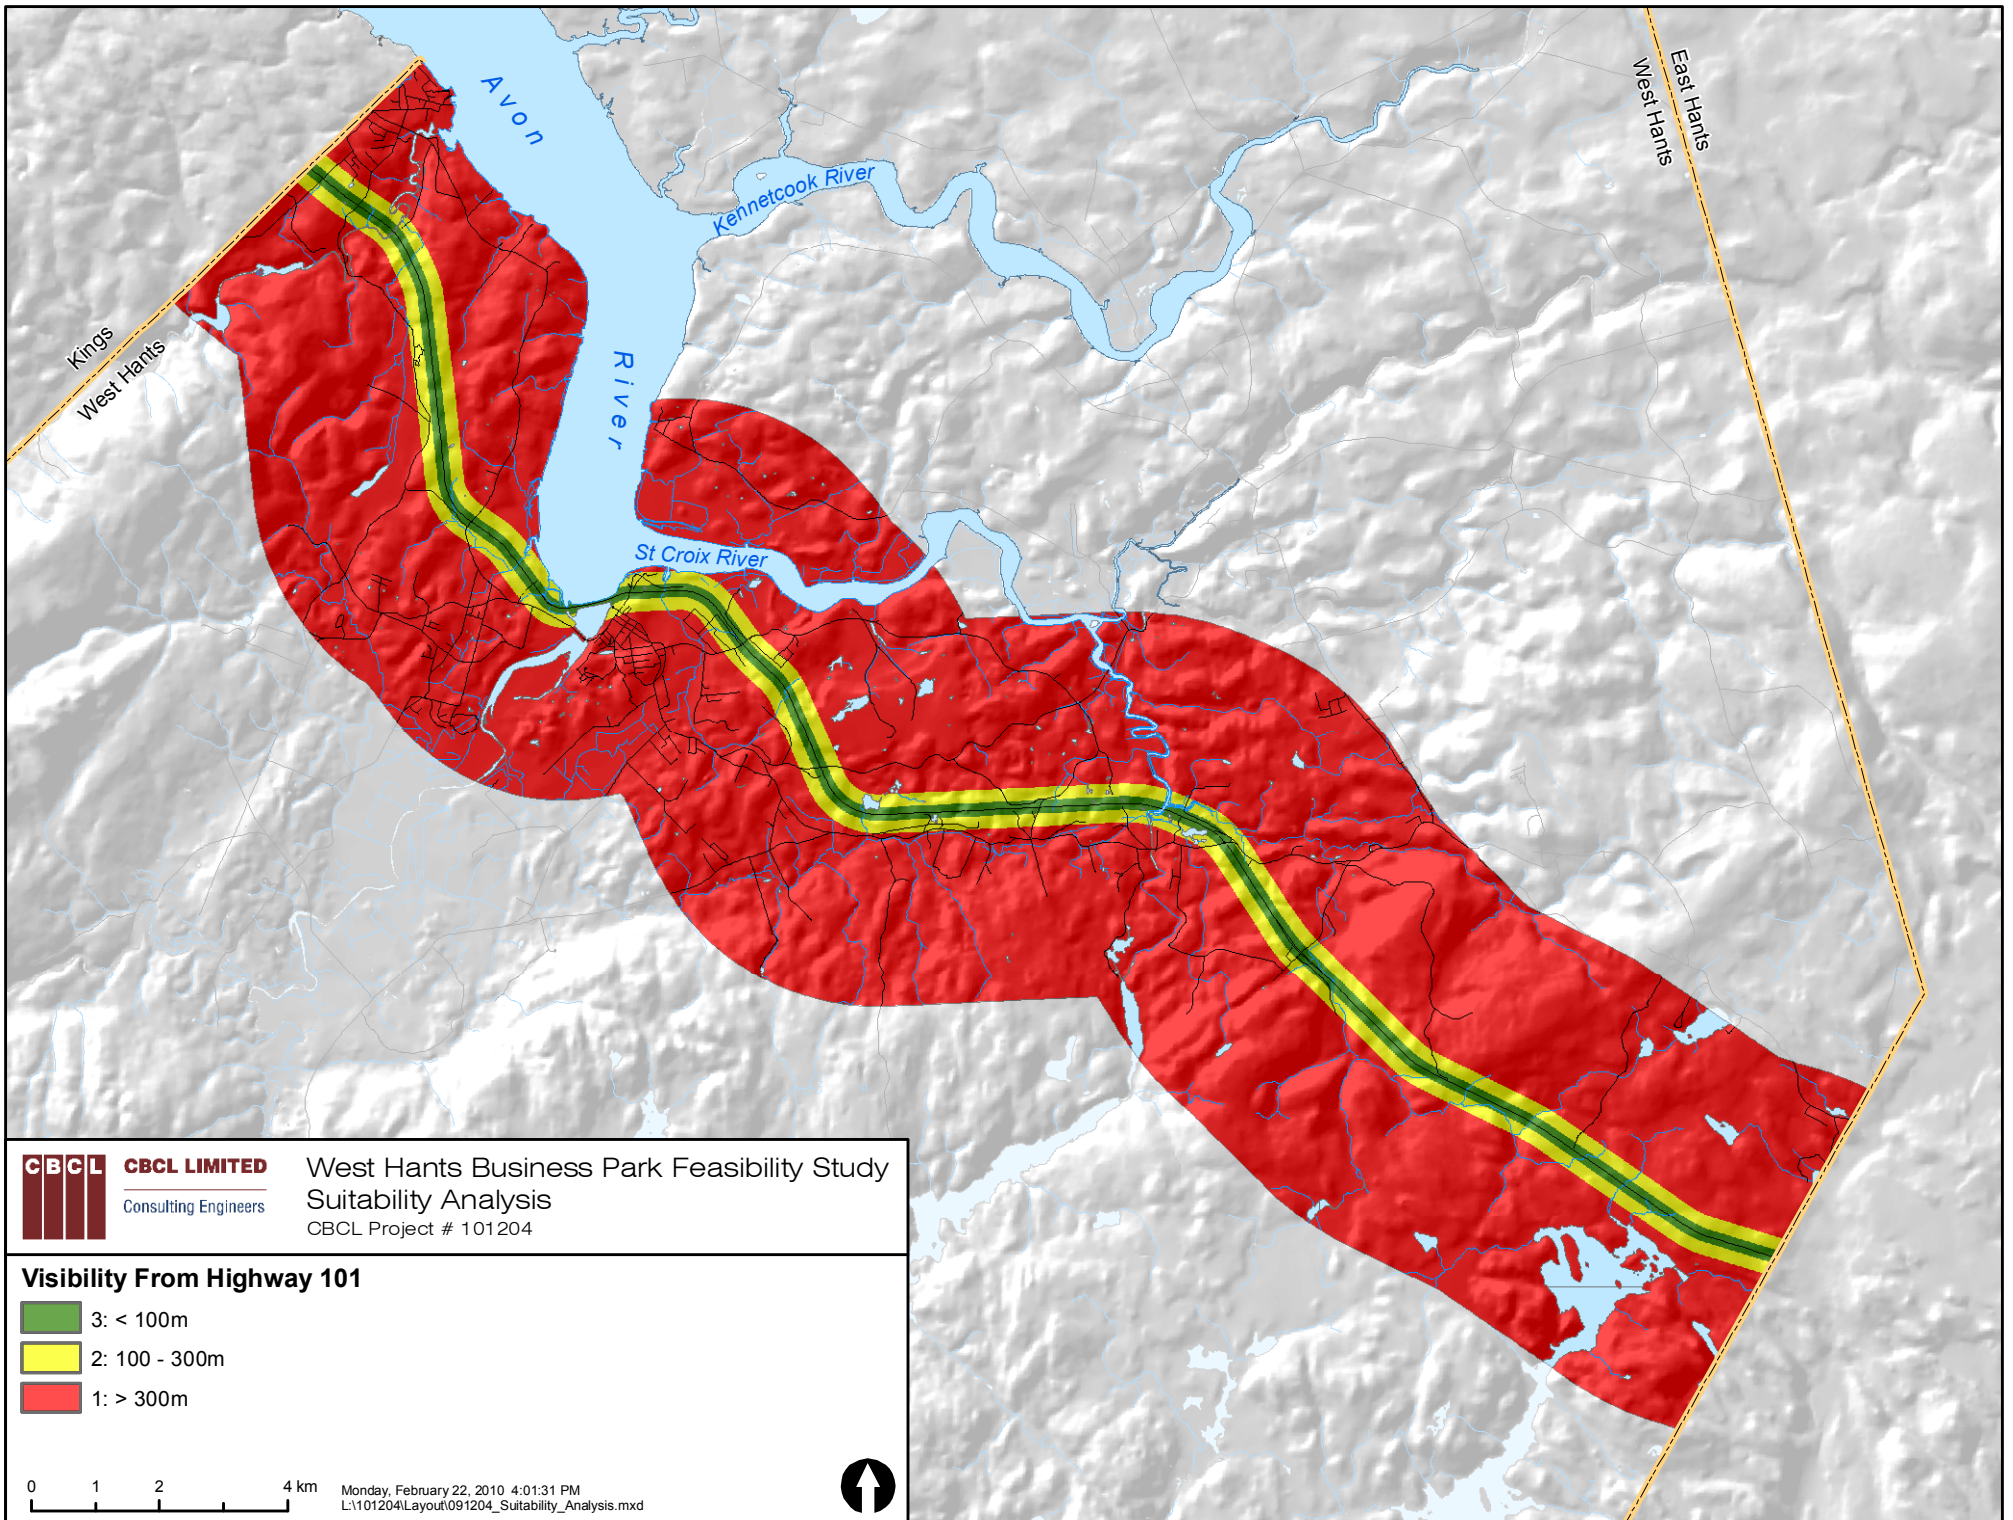 Avon
River
Kennetcook River
St Croix River
East Hants
West Hants
Kings
West Hants
CBCL
CBCL LIMITED
Consulting Engineers
West Hants Business Park Feasibility Study
Suitability Analysis
CBCL Project # 101204
Visibility From Highway 101
3: < 100m
2: 100 - 300m
1: > 300m
0 1 2 4 km
Monday, February 22, 2010 4:01:31 PM
L:\101204\Layout\091204_Suitability_Analysis.mxd